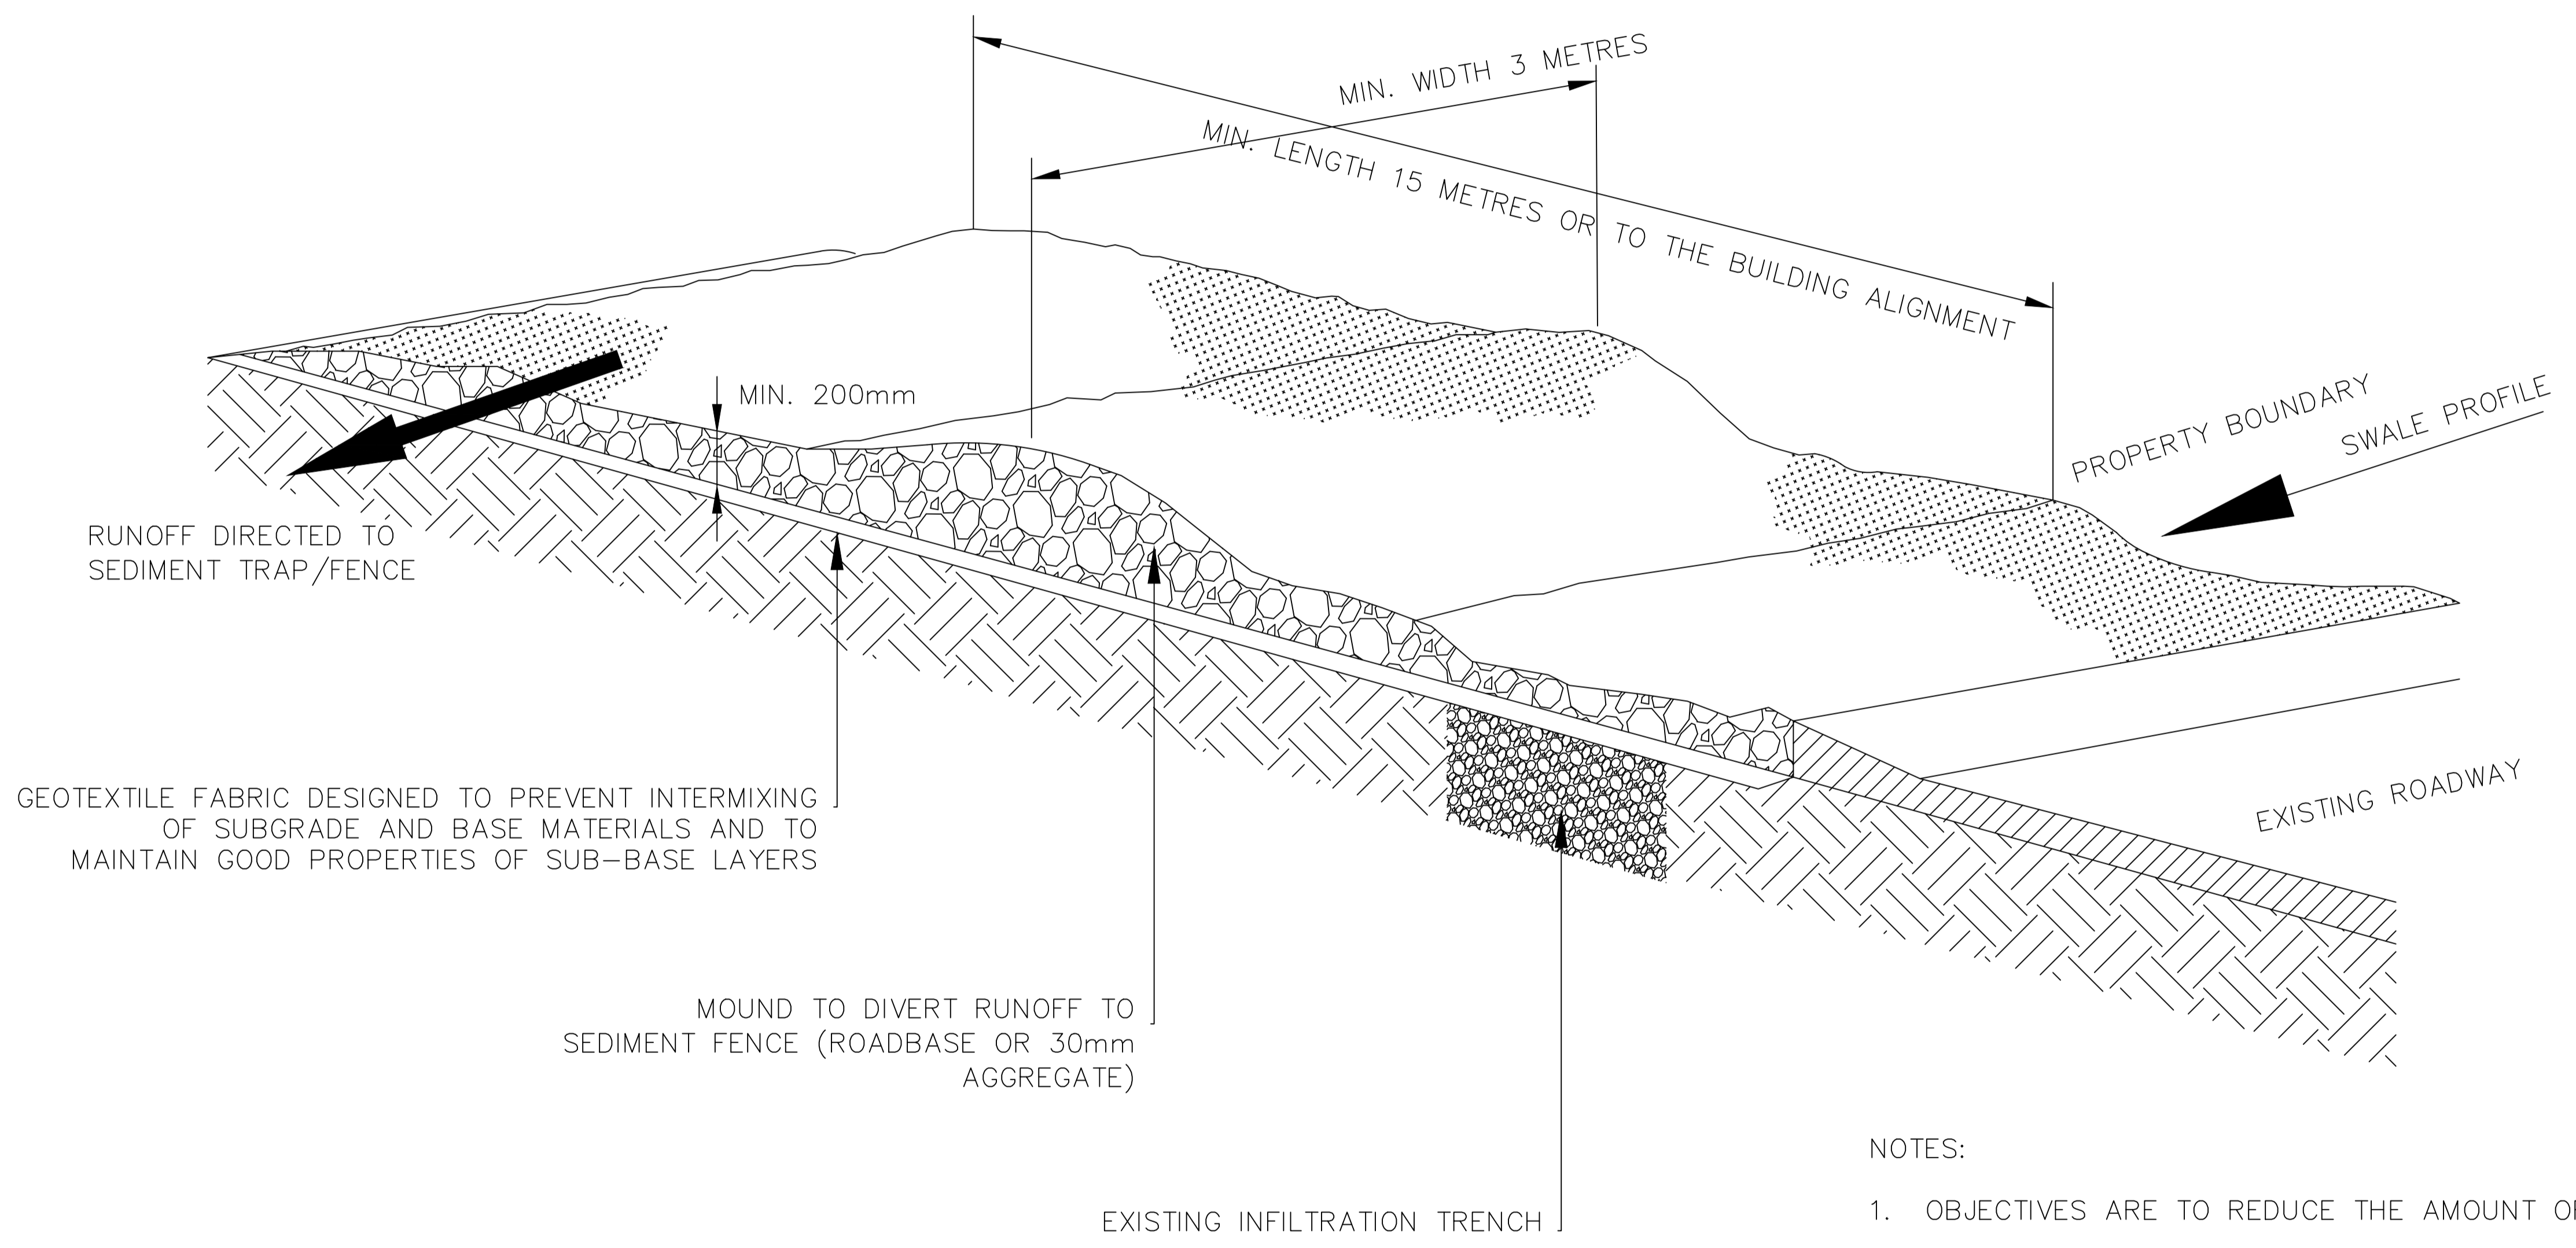 MIN. WIDTH 3 METRES
MIN. LENGTH 15 METRES OR TO THE BUILDING ALIGNMENT
MIN. 200mm
PROPERTY BOUNDARY
SWALE PROFILE
RUNOFF DIRECTED TO
SEDIMENT TRAP/FENCE
EXISTING ROADWAY
GEOTEXTILE FABRIC DESIGNED TO PREVENT INTERMIXING
OF SUBGRADE AND BASE MATERIALS AND TO
MAINTAIN GOOD PROPERTIES OF SUB-BASE LAYERS
MOUND TO DIVERT RUNOFF TO
SEDIMENT FENCE (ROADBASE OR 30mm
AGGREGATE)
EXISTING INFILTRATION TRENCH
NOTES:
1. OBJECTIVES ARE TO REDUCE THE AMOUNT